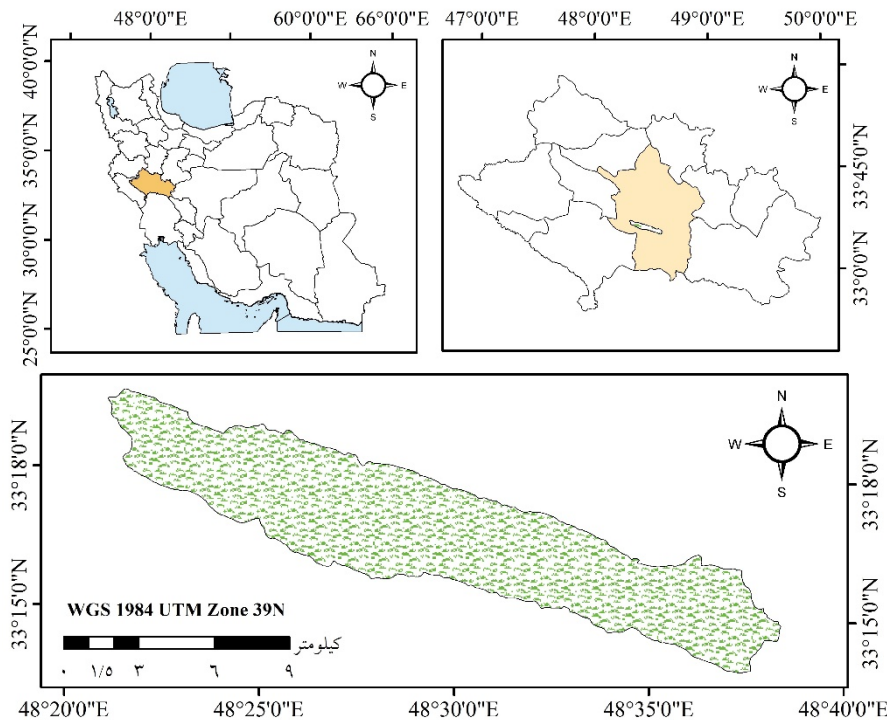 48°0'0"N 60°0'0"N 66°0'0"N
40°0'0"N
35°0'0"N
30°0'0"N
25°0'0"N
N
W E
S
47°0'0"N 48°0'0"N 49°0'0"N 50°0'0"N
N
W E
S
33°45'0"N
33°0'0"N
N
W E
S
33°18'0"N
33°15'0"N
33°18'0"N
33°15'0"N
WGS 1984 UTM Zone 39N
کیلومتر
۰ ۱/۵ ۳ ۶ ۹
48°20'0"E 48°25'0"E 48°30'0"E 48°35'0"E 48°40'0"E